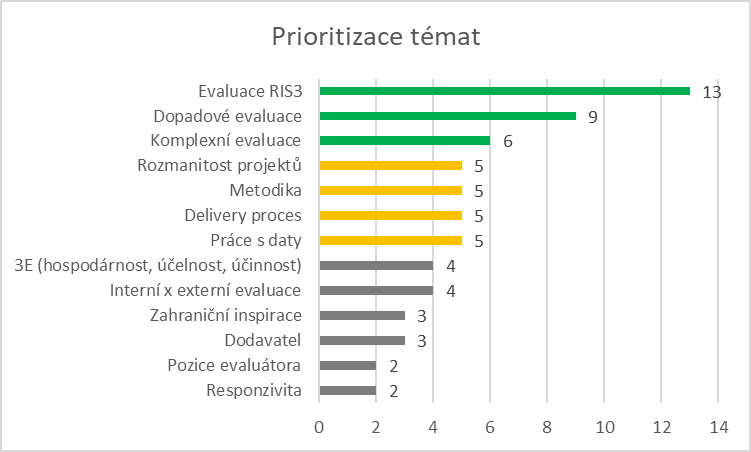 Prioritizace témat
Evaluace RIS3 13
Dopadové evaluace 9
Komplexní evaluace 6
Rozmanitost projektů 5
Metodika 5
Delivery proces 5
Práce s daty 5
3E (hospodárnost, účelnost, účinnost) 4
Interní x externí evaluace 4
Zahraniční inspirace 3
Dodavatel 3
Pozice evaluátora 2
Responzivita 2
0 2 4 6 8 10 12 14